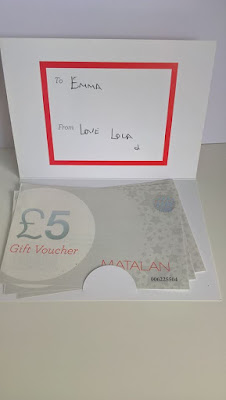 To Emma
From Love Lola
£5
Gift Voucher
MATALAN